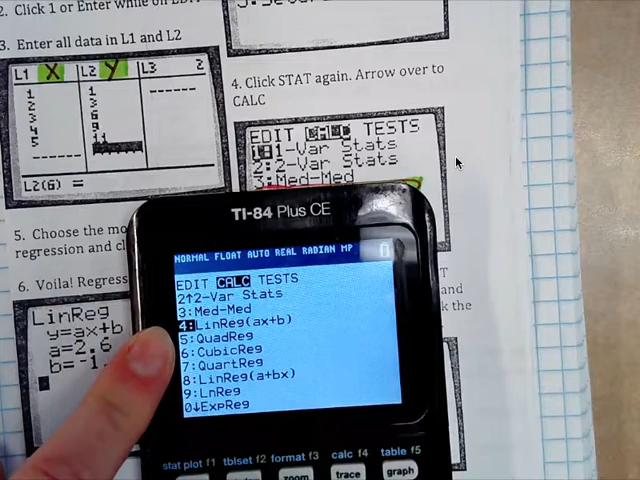 2. Click 1 or Enter while on EDIT
3. Enter all data in L1 and L2
L1 X L2 Y L3 2
1 1 ------
2 3
3 6
4 9
5 11
------
L2(6) =
4. Click STAT again. Arrow over to
CALC
EDIT CALC TESTS
1:1-Var Stats
2:2-Var Stats
3:Med-Med
5. Choose the mo
regression and cl
6. Voila! Regress
LinReg
y=ax+b
a=2.6
b=-1.
and
k the
TI-84 Plus CE
NORMAL FLOAT AUTO REAL RADIAN MP
EDIT CALC TESTS
2↑2-Var Stats
3:Med-Med
4:LinReg(ax+b)
5:QuadReg
6:CubicReg
7:QuartReg
8:LinReg(a+bx)
9:LnReg
0↓ExpReg
stat plot f1 tblset f2 format f3 calc f4 table f5
zoom trace graph